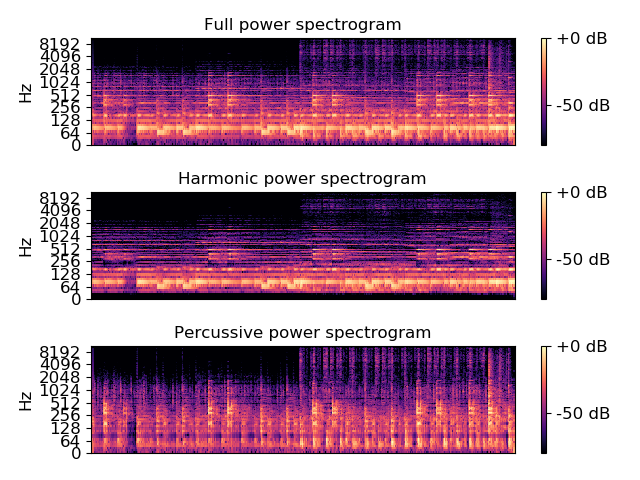 Full power spectrogram
8192
4096
2048
1024
512
256
128
64
0
Hz
+0 dB
-50 dB
Harmonic power spectrogram
8192
4096
2048
1024
512
256
128
64
0
Hz
+0 dB
-50 dB
Percussive power spectrogram
8192
4096
2048
1024
512
256
128
64
0
Hz
+0 dB
-50 dB